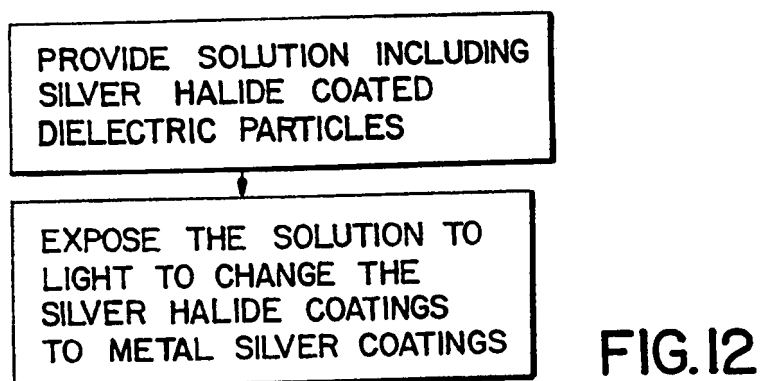 PROVIDE SOLUTION INCLUDING
SILVER HALIDE COATED
DIELECTRIC PARTICLES
EXPOSE THE SOLUTION TO
LIGHT TO CHANGE THE
SILVER HALIDE COATINGS
TO METAL SILVER COATINGS
FIG.12